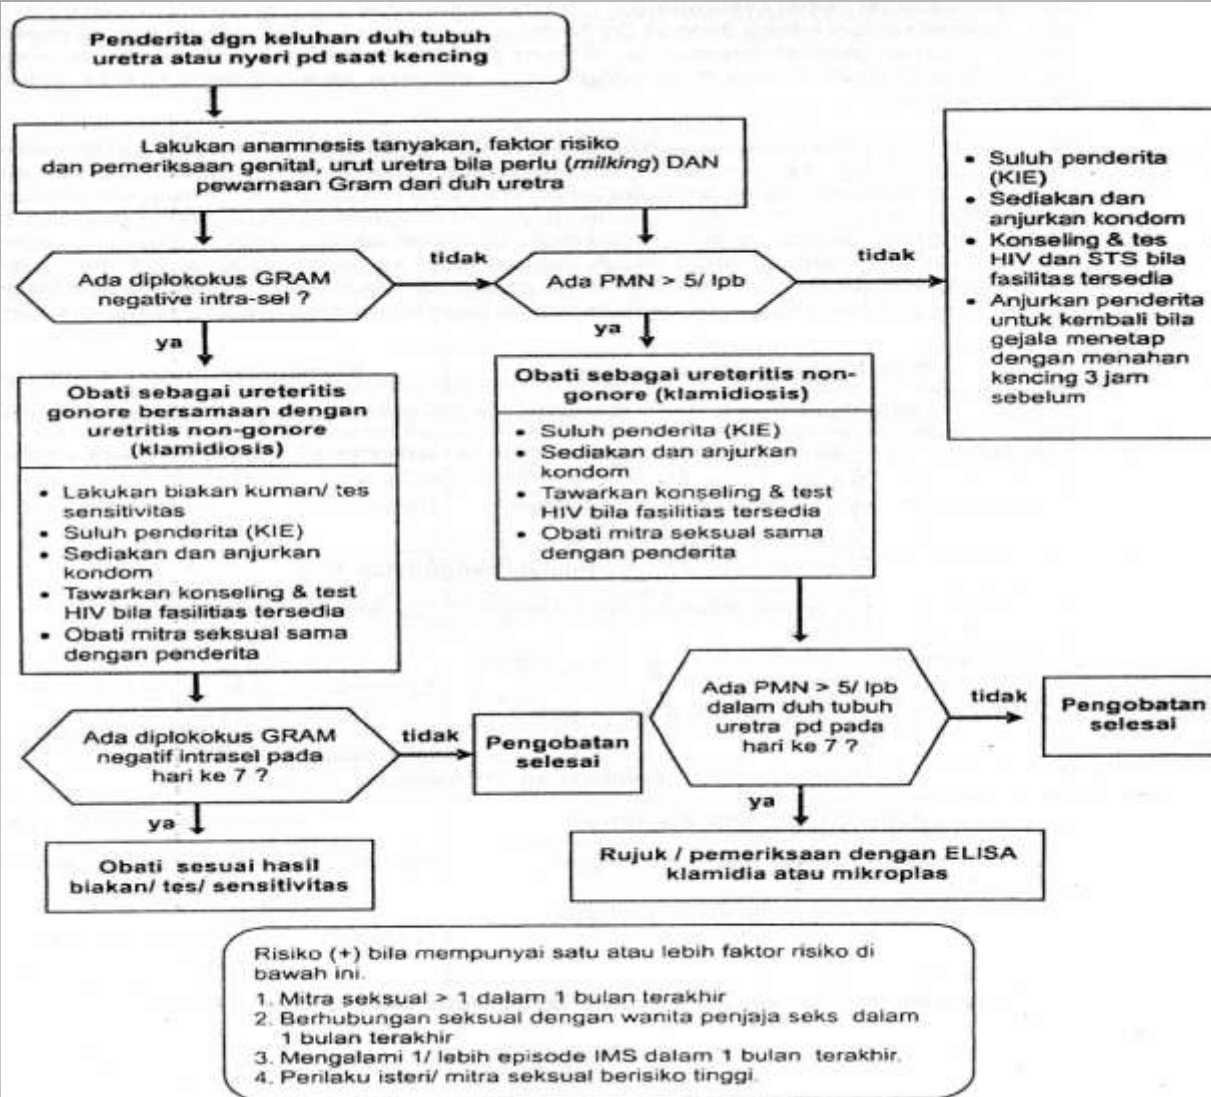 Penderita dgn keluhan duh tubuh
uretra atau nyeri pd saat kencing
Lakukan anamnesis tanyakan, faktor risiko
dan pemeriksaan genital, urut uretra bila perlu (milking) DAN
pewarnaan Gram dari duh uretra
Ada diplokokus GRAM
negative intra-sel ?
tidak
Ada PMN > 5/ lpb
tidak
• Suluh penderita
(KIE)
• Sediakan dan
anjurkan kondom
• Konseling & tes
HIV dan STS bila
fasilitas tersedia
• Anjurkan penderita
untuk kembali bila
gejala menetap
dengan menahan
kencing 3 jam
sebelum
ya
ya
Obati sebagai ureteritis
gonore bersamaan dengan
uretritis non-gonore
(klamidiosis)
• Lakukan biakan kuman/ tes
sensitivitas
• Suluh penderita (KIE)
• Sediakan dan anjurkan
kondom
• Tawarkan konseling & test
HIV bila fasilitias tersedia
• Obati mitra seksual sama
dengan penderita
Obati sebagai ureteritis non-
gonore (klamidiosis)
• Suluh penderita (KIE)
• Sediakan dan anjurkan
kondom
• Tawarkan konseling & test
HIV bila fasilitias tersedia
• Obati mitra seksual sama
dengan penderita
Ada diplokokus GRAM
negatif intrasel pada
hari ke 7 ?
tidak
Pengobatan
selesai
Ada PMN > 5/ lpb
dalam duh tubuh
uretra pd pada
hari ke 7 ?
tidak
Pengobatan
selesai
ya
ya
Obati sesuai hasil
biakan/ tes/ sensitivitas
Rujuk / pemeriksaan dengan ELISA
klamidia atau mikroplas
Risiko (+) bila mempunyai satu atau lebih faktor risiko di
bawah ini.
1. Mitra seksual > 1 dalam 1 bulan terakhir
2. Berhubungan seksual dengan wanita penjaja seks dalam
1 bulan terakhir
3. Mengalami 1/ lebih episode IMS dalam 1 bulan terakhir.
4. Perilaku isteri/ mitra seksual berisiko tinggi.